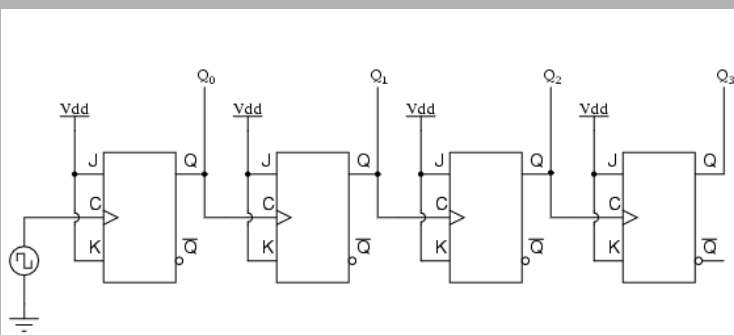 Q0 Q1 Q2 Q3
Vdd Vdd Vdd Vdd
J Q J Q J Q J Q
C C C C
K Q̅ K Q̅ K Q̅ K Q̅